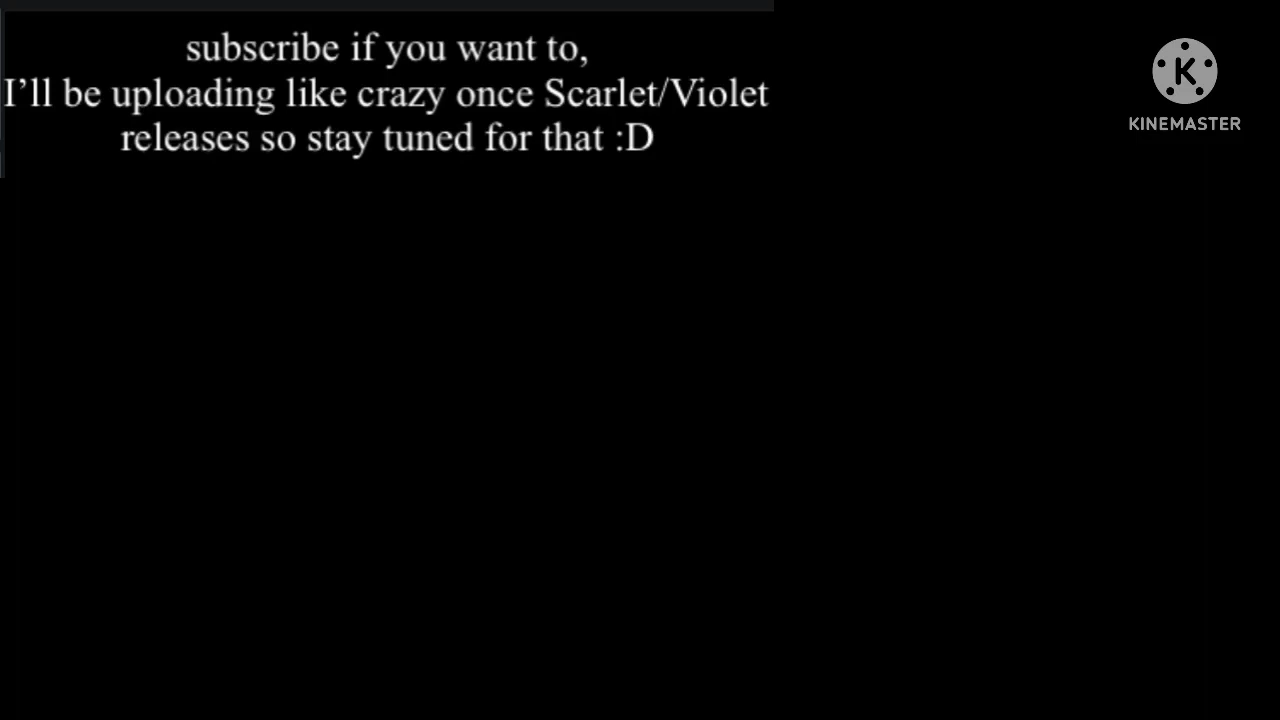 subscribe if you want to,
I’ll be uploading like crazy once Scarlet/Violet
releases so stay tuned for that :D
K
KINEMASTER